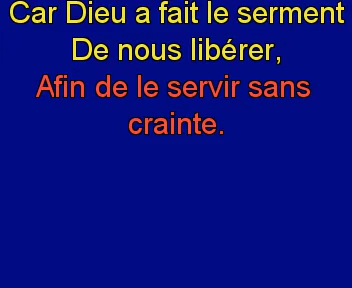 Car Dieu a fait le serment
De nous libérer,
Afin de le servir sans
crainte.